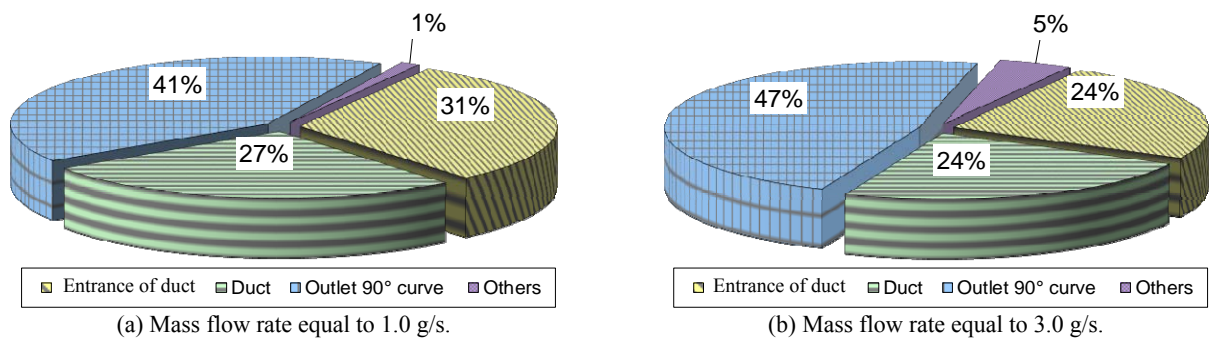 1%
41%
31%
27%
Entrance of duct Duct Outlet 90° curve Others
(a) Mass flow rate equal to 1.0 g/s.
5%
47%
24%
24%
Entrance of duct Duct Outlet 90° curve Others
(b) Mass flow rate equal to 3.0 g/s.